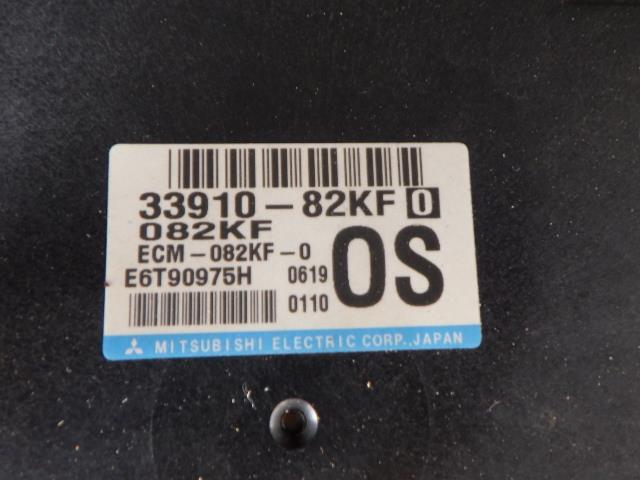 33910-82KF 0
082KF
ECM-082KF-0
E6T90975H 0619
0110
OS
MITSUBISHI ELECTRIC CORP., JAPAN